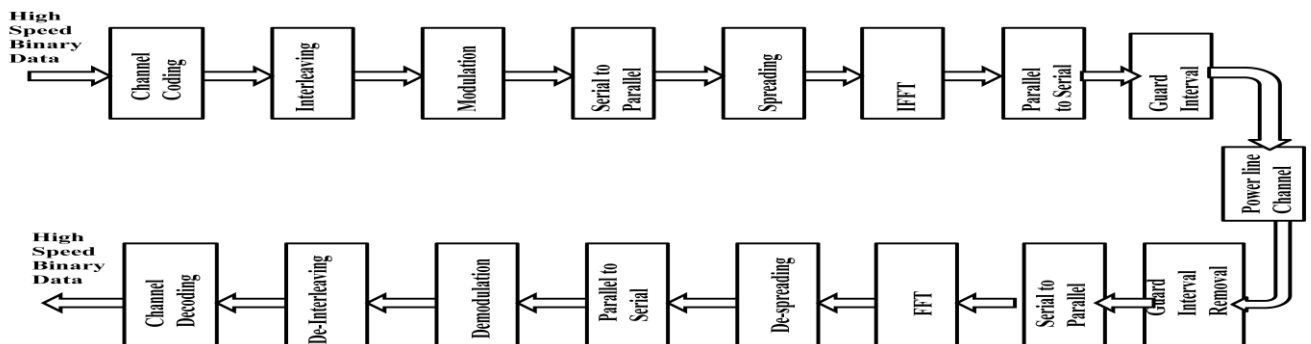 High
Speed
Binary
Data
Channel
Coding
Interleaving
Modulation
Serial to
Parallel
Spreading
IFFT
Parallel
to Serial
Guard
Interval
Power line
Channel
High
Speed
Binary
Data
Channel
Decoding
De-Interleaving
Demodulation
Parallel to
Serial
De-spreading
FFT
Serial to
Parallel
Guard
Interval
Removal